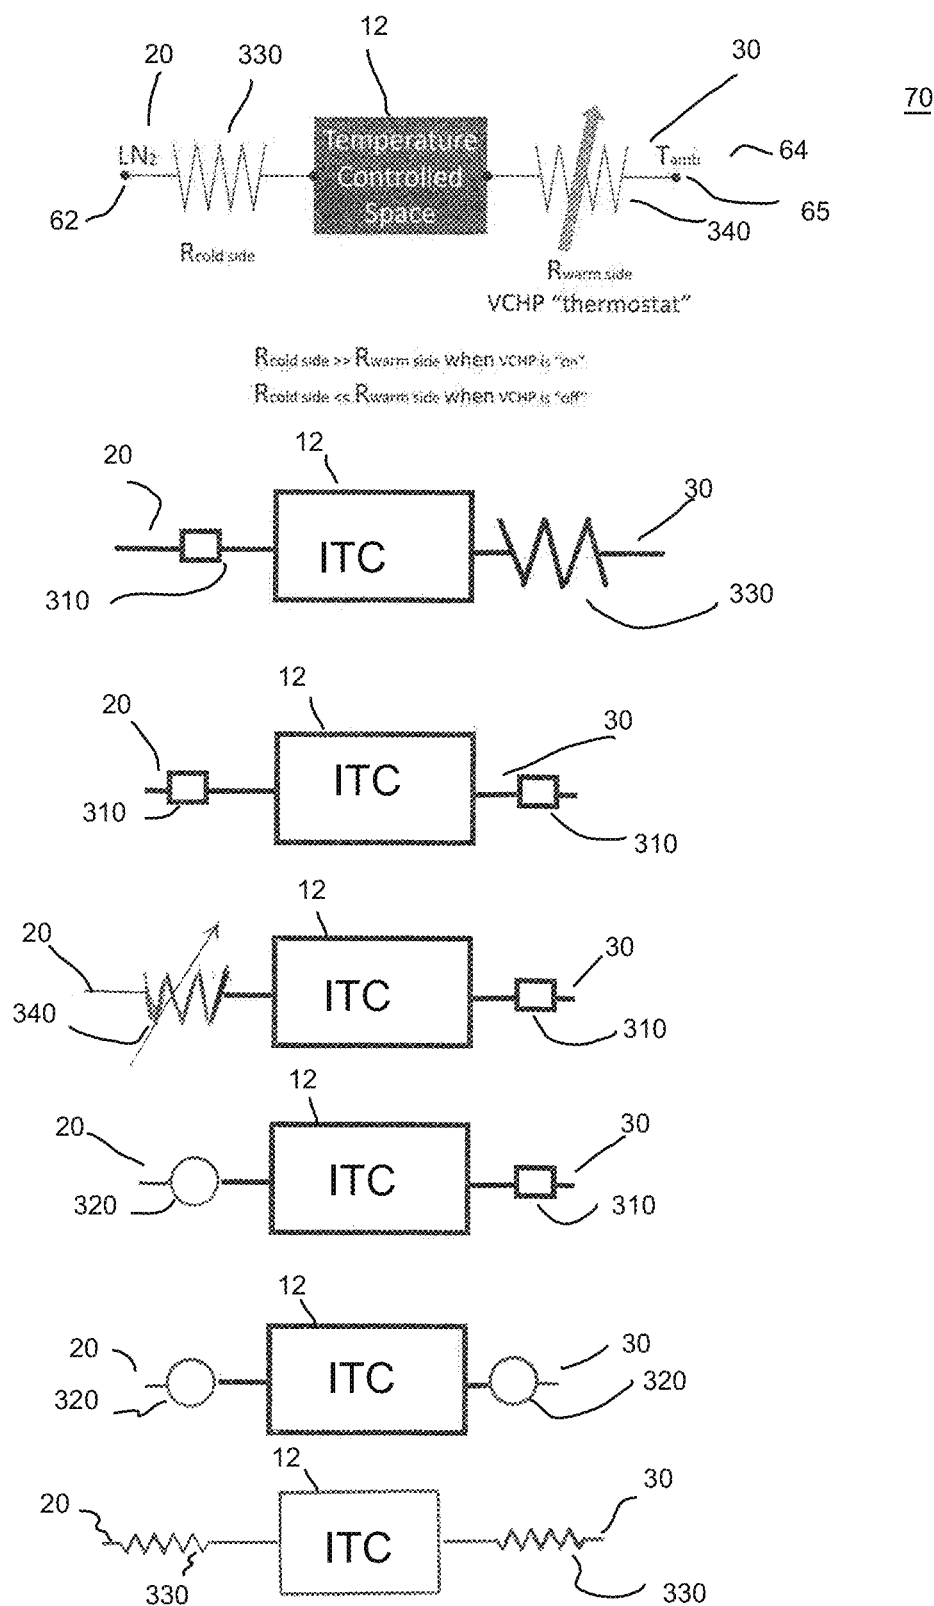 12
20 330 30
70
LN2 Temperature Tamb 64
Controlled
62 Space 340 65
Rcold side Rwarm side
VCHP "thermostat"
Rcold side >> Rwarm side when VCHP is "on"
Rcold side << Rwarm side when VCHP is "off"
20 12 30
ITC
310 330
20 12 30
ITC
310 310
20 12 30
ITC
340 310
20 12 30
ITC
320 310
20 12 30
ITC
320 320
20 12 30
ITC
330 330